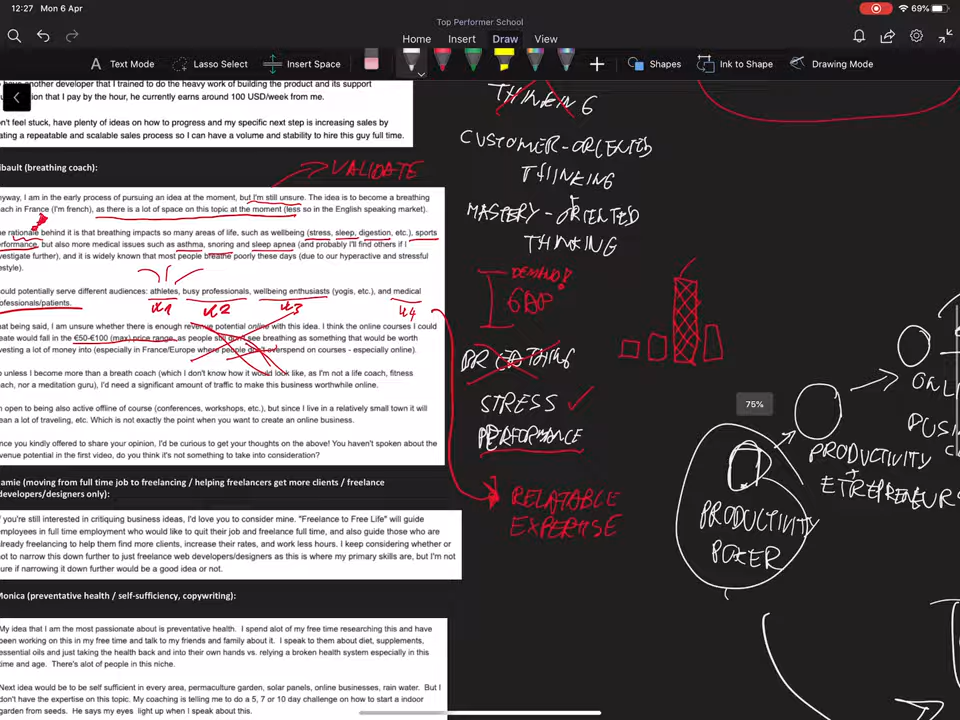 12:27 Mon 6 Apr
69%
Top Performer School
Home Insert Draw View
Text Mode Lasso Select Insert Space Shapes Ink to Shape Drawing Mode
have another developer that I trained to do the heavy work of building the product and its support
that I pay by the hour, he currently earns around 100 USD/week from me.
feel stuck, have plenty of ideas on how to progress and my specific next step is increasing sales by
a repeatable and scalable sales process so I can have a volume and stability to hire this guy full time.
(breathing coach):
VALIDATE
I am in the early process of pursuing an idea at the moment, but I'm still unsure. The idea is to become a breathing
in France (I'm french), as there is a lot of space on this topic at the moment (less so in the English speaking market).
rationale behind it is that breathing impacts so many areas of life, such as wellbeing (stress, sleep, digestion, etc.), sports
but also more medical issues such as asthma, snoring and sleep apnea (and probably I'll find others if I
further), and it is widely known that most people breathe poorly these days (due to our hyperactive and stressful
could potentially serve different audiences: athletes, busy professionals, wellbeing enthusiasts (yogis, etc.), and medical
being said, I am unsure whether there is enough revenue potential online with this idea. I think the online courses I could
would fall in the €50-€100 (max) price range, as people still don't see breathing as something that would be worth
a lot of money into (especially in France/Europe where people don't overspend on courses - especially online).
unless I become more than a breath coach (which I don't know how it would look like, as I'm not a life coach, fitness
nor a meditation guru), I'd need a significant amount of traffic to make this business worthwhile online.
open to being also active offline of course (conferences, workshops, etc.), but since I live in a relatively small town it will
a lot of traveling, etc. Which is not exactly the point when you want to create an online business.
you kindly offered to share your opinion, I'd be curious to get your thoughts on the above! You haven't spoken about the
potential in the first video, do you think it's not something to take into consideration?
(moving from full time job to freelancing / helping freelancers get more clients / freelance
developers/designers only):
If you're still interested in critiquing business ideas, I'd love you to consider mine. "Freelance to Free Life" will guide
employees in full time employment who would like to quit their job and freelance full time, and also guide those who are
already freelancing to help them find more clients, increase their rates, and work less hours. I keep considering whether or
not to narrow this down further to just freelance web developers/designers as this is where my primary skills are, but I'm not
sure if narrowing it down further would be a good idea or not.
Monica (preventative health / self-sufficiency, copywriting):
My idea that I am the most passionate about is preventative health. I spend alot of my free time researching this and have
been working on this in my free time and talk to my friends and family about it. I speak to them about diet, supplements,
essential oils and just taking the health back and into their own hands vs. relying a broken health system especially in this
time and age. There's alot of people in this niche.
Next idea would be to be self sufficient in every area, permaculture garden, solar panels, online businesses, rain water. But I
don't have the expertise on this topic. My coaching is telling me to do a 5, 7 or 10 day challenge on how to start a indoor
garden from seeds. He says my eyes light up when I speak about this.
THINKING
CUSTOMER-ORIENTED
THINKING
MASTERY-ORIENTED
THINKING
DEMAND!
GAP
STRESS
PERFORMANCE
RELATABLE
EXPERTISE
75%
PRODUCTIVITY
POKER
PRODUCTIVITY
+
ETREPRENEURS